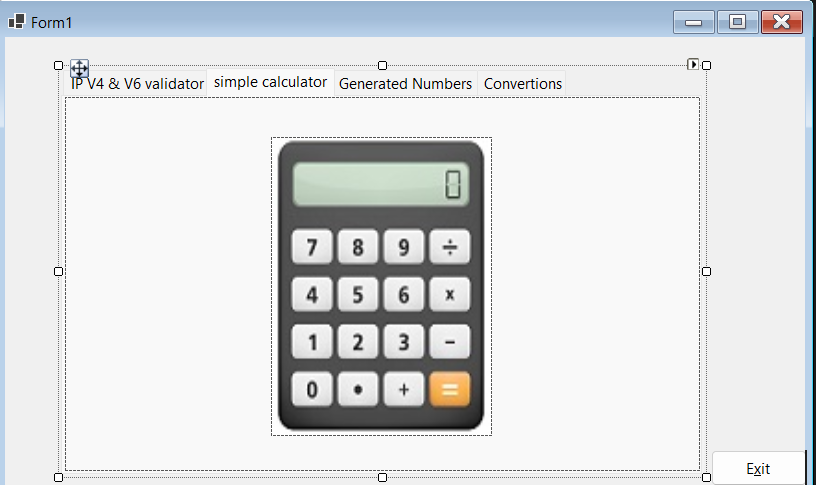 Form1
IP V4 & V6 validator simple calculator Generated Numbers Convertions
0
7 8 9 ÷
4 5 6 x
1 2 3 −
0 • + =
Exit